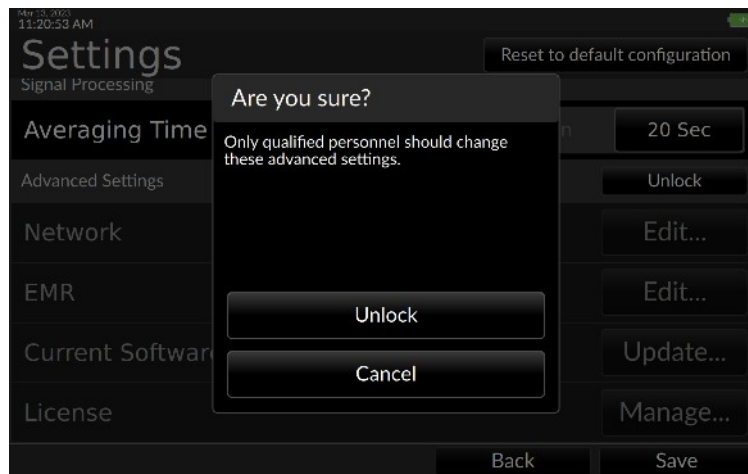 Mar 13, 2023
11:20:53 AM
Settings
Reset to default configuration
Signal Processing
Are you sure?
Averaging Time
20 Sec
Only qualified personnel should change
these advanced settings.
Advanced Settings
Unlock
Network
Edit...
EMR
Edit...
Unlock
Current Softwar
Update...
Cancel
License
Manage...
Back
Save